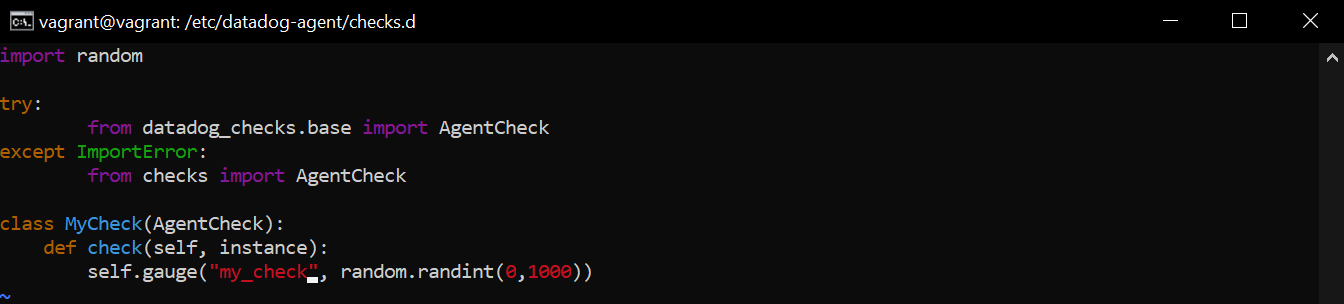 vagrant@vagrant: /etc/datadog-agent/checks.d
import random
try:
from datadog_checks.base import AgentCheck
except ImportError:
from checks import AgentCheck
class MyCheck(AgentCheck):
def check(self, instance):
self.gauge("my_check", random.randint(0,1000))
~